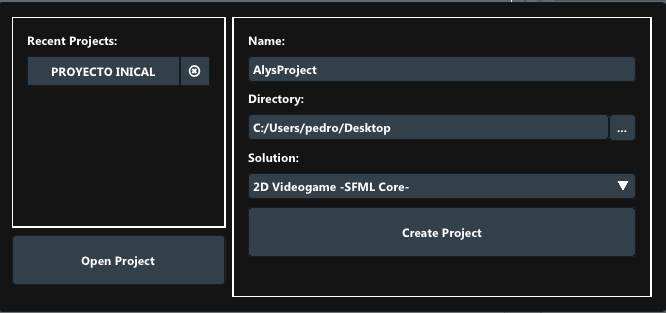 Recent Projects:
PROYECTO INICAL
Open Project
Name:
AlysProject
Directory:
C:/Users/pedro/Desktop
...
Solution:
2D Videogame -SFML Core-
Create Project